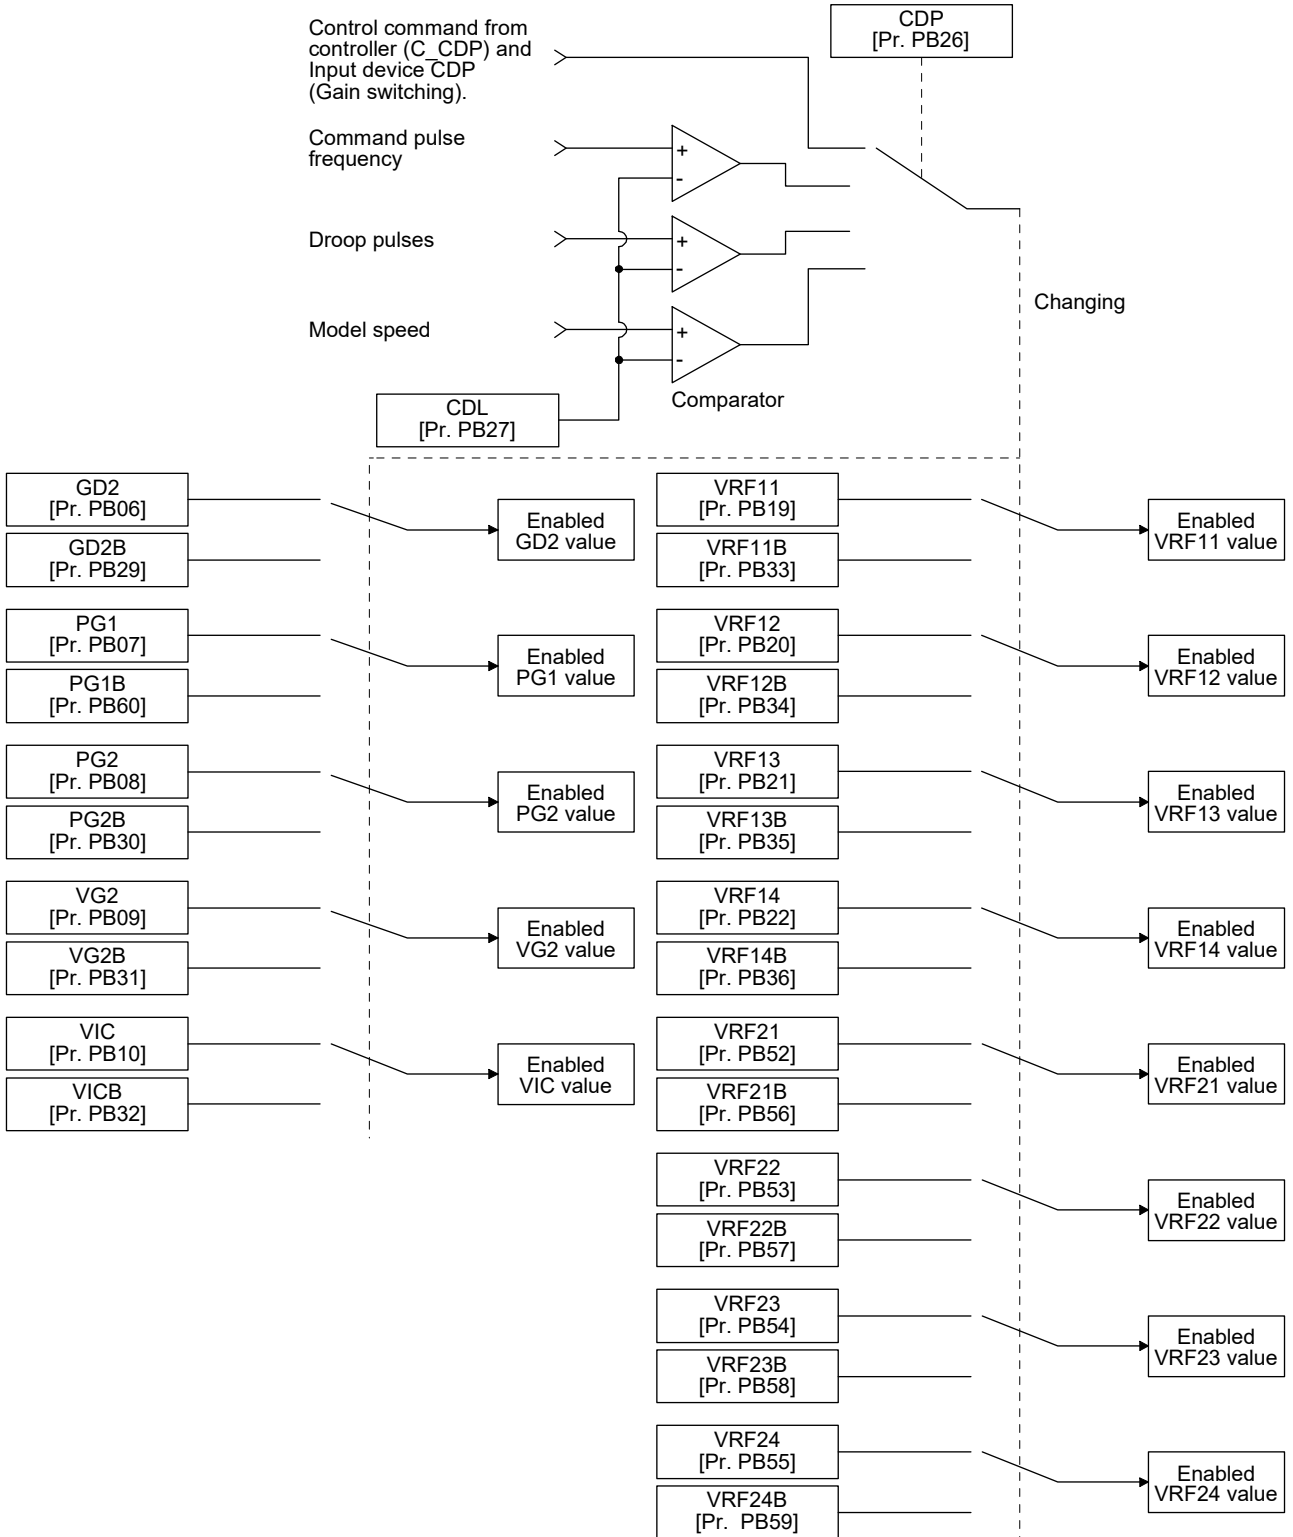 CDP
[Pr. PB26]
Control command from
controller (C_CDP) and
Input device CDP
(Gain switching).
Command pulse
frequency
+
-
Droop pulses
+
-
Changing
Model speed
+
-
Comparator
CDL
[Pr. PB27]
GD2
[Pr. PB06]
GD2B
[Pr. PB29]
Enabled
GD2 value
PG1
[Pr. PB07]
PG1B
[Pr. PB60]
Enabled
PG1 value
PG2
[Pr. PB08]
PG2B
[Pr. PB30]
Enabled
PG2 value
VG2
[Pr. PB09]
VG2B
[Pr. PB31]
Enabled
VG2 value
VIC
[Pr. PB10]
VICB
[Pr. PB32]
Enabled
VIC value
VRF11
[Pr. PB19]
VRF11B
[Pr. PB33]
Enabled
VRF11 value
VRF12
[Pr. PB20]
VRF12B
[Pr. PB34]
Enabled
VRF12 value
VRF13
[Pr. PB21]
VRF13B
[Pr. PB35]
Enabled
VRF13 value
VRF14
[Pr. PB22]
VRF14B
[Pr. PB36]
Enabled
VRF14 value
VRF21
[Pr. PB52]
VRF21B
[Pr. PB56]
Enabled
VRF21 value
VRF22
[Pr. PB53]
VRF22B
[Pr. PB57]
Enabled
VRF22 value
VRF23
[Pr. PB54]
VRF23B
[Pr. PB58]
Enabled
VRF23 value
VRF24
[Pr. PB55]
VRF24B
[Pr. PB59]
Enabled
VRF24 value